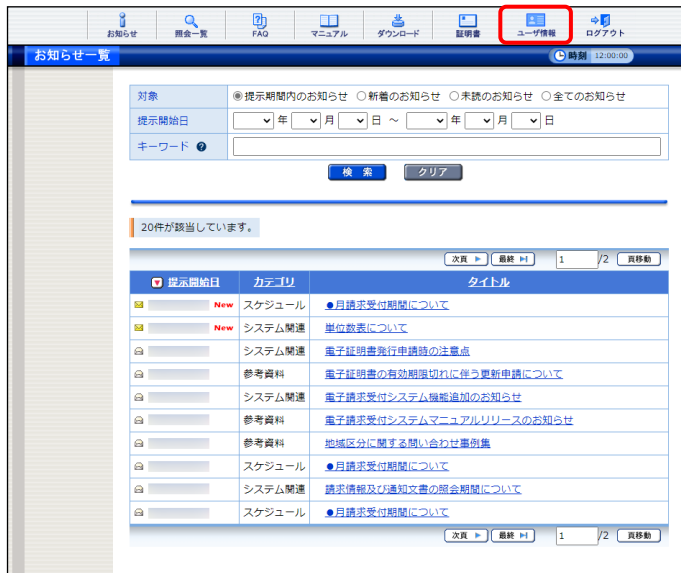 お知らせ 照会一覧 FAQ マニュアル ダウンロード 証明書 ユーザ情報 ログアウト
お知らせ一覧 時刻 12:00:00
対象 提示期間内のお知らせ 新着のお知らせ 未読のお知らせ 全てのお知らせ
提示開始日 年 月 日 ～ 年 月 日
キーワード ?
検 索 クリア
20件が該当しています。
次頁 最終 1 /2 頁移動
提示開始日 カテゴリ タイトル
New スケジュール ●月請求受付期間について
New システム関連 単位数表について
システム関連 電子証明書発行申請時の注意点
参考資料 電子証明書の有効期限切れに伴う更新申請について
システム関連 電子請求受付システム機能追加のお知らせ
参考資料 電子請求受付システムマニュアルリリースのお知らせ
参考資料 地域区分に関する問い合わせ事例集
スケジュール ●月請求受付期間について
システム関連 請求情報及び通知文書の照会期間について
スケジュール ●月請求受付期間について
次頁 最終 1 /2 頁移動